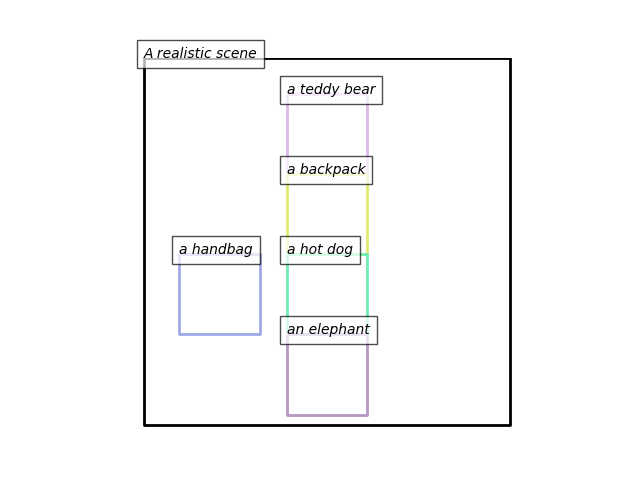 A realistic scene
a teddy bear
a backpack
a handbag
a hot dog
an elephant